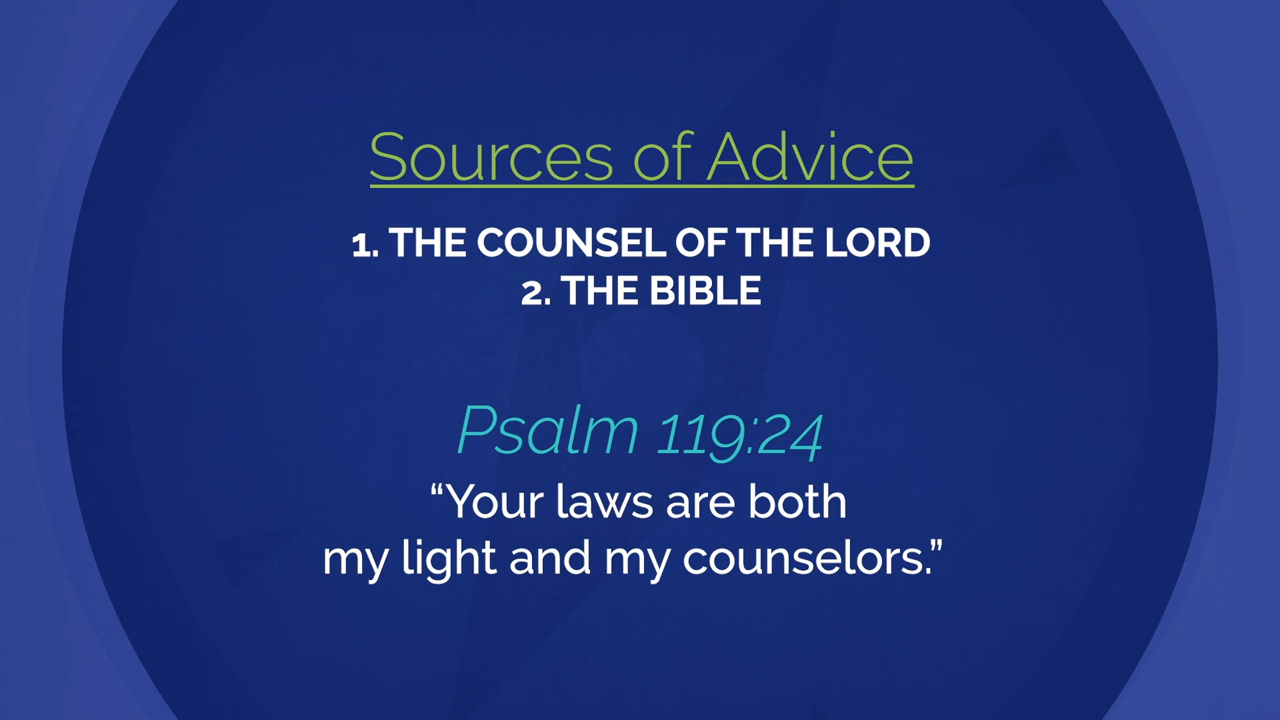 Sources of Advice
1. THE COUNSEL OF THE LORD
2. THE BIBLE
Psalm 119:24
“Your laws are both
my light and my counselors.”